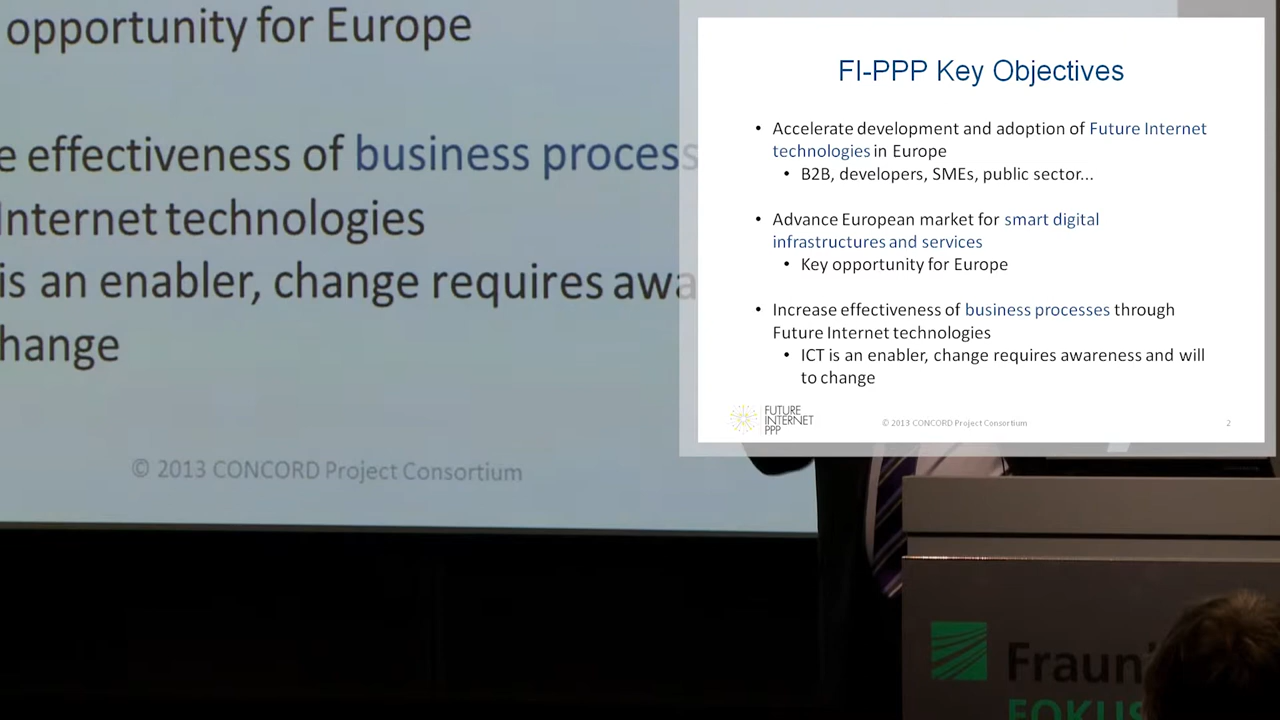 opportunity for Europe
effectiveness of business
Internet technologies
is an enabler, change requires
© 2013 CONCORD Project Consortium
FI-PPP Key Objectives
• Accelerate development and adoption of Future Internet
technologies in Europe
• B2B, developers, SMEs, public sector...
• Advance European market for smart digital
infrastructures and services
• Key opportunity for Europe
• Increase effectiveness of business processes through
Future Internet technologies
• ICT is an enabler, change requires awareness and will
to change
FUTURE
INTERNET
PPP
© 2013 CONCORD Project Consortium
2
FOKUS